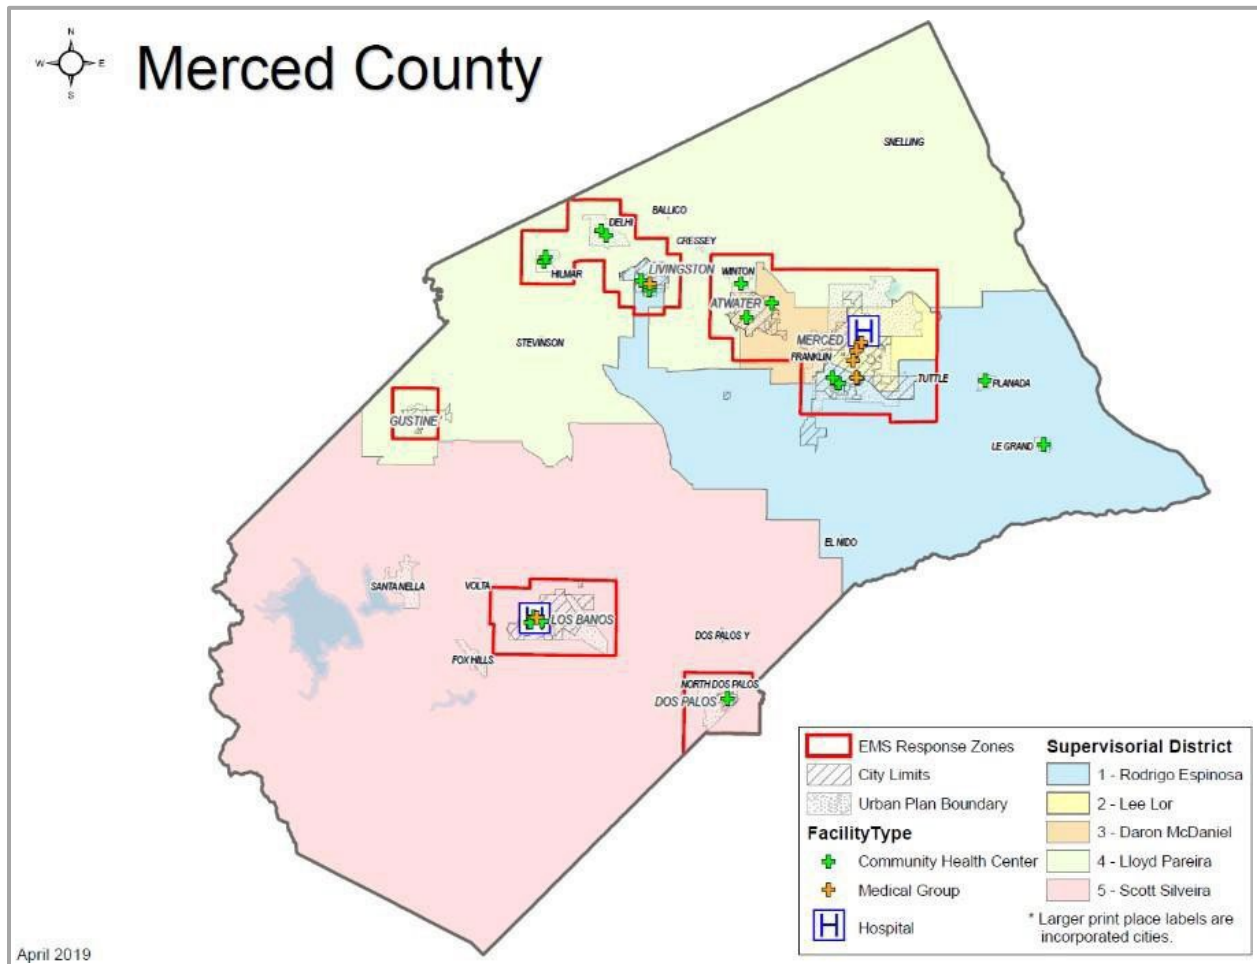 N
W E
S
Merced County
SNELLING
BALLICO
DELHI
CRESSEY
HILMAR
LIVINGSTON
WINTON
ATWATER
H
MERCED
STEVINSON
FRANKLIN
TUTTLE
PLANADA
GUSTINE
LE GRAND
EL NIDO
SANTA NELLA
VOLTA
H
LOS BANOS
DOS PALOS Y
FOX HILLS
NORTH DOS PALOS
DOS PALOS
EMS Response Zones
City Limits
Urban Plan Boundary
FacilityType
Community Health Center
Medical Group
H Hospital
Supervisorial District
1 - Rodrigo Espinosa
2 - Lee Lor
3 - Daron McDaniel
4 - Lloyd Pareira
5 - Scott Silveira
* Larger print place labels are
incorporated cities.
April 2019